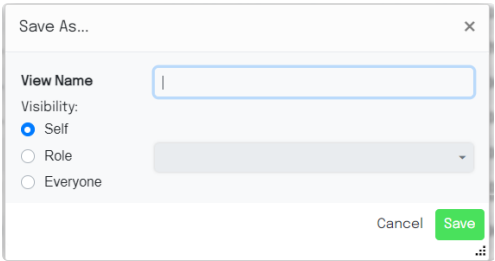 Save As...
×
View Name
Visibility:
Self
Role
Everyone
Cancel Save